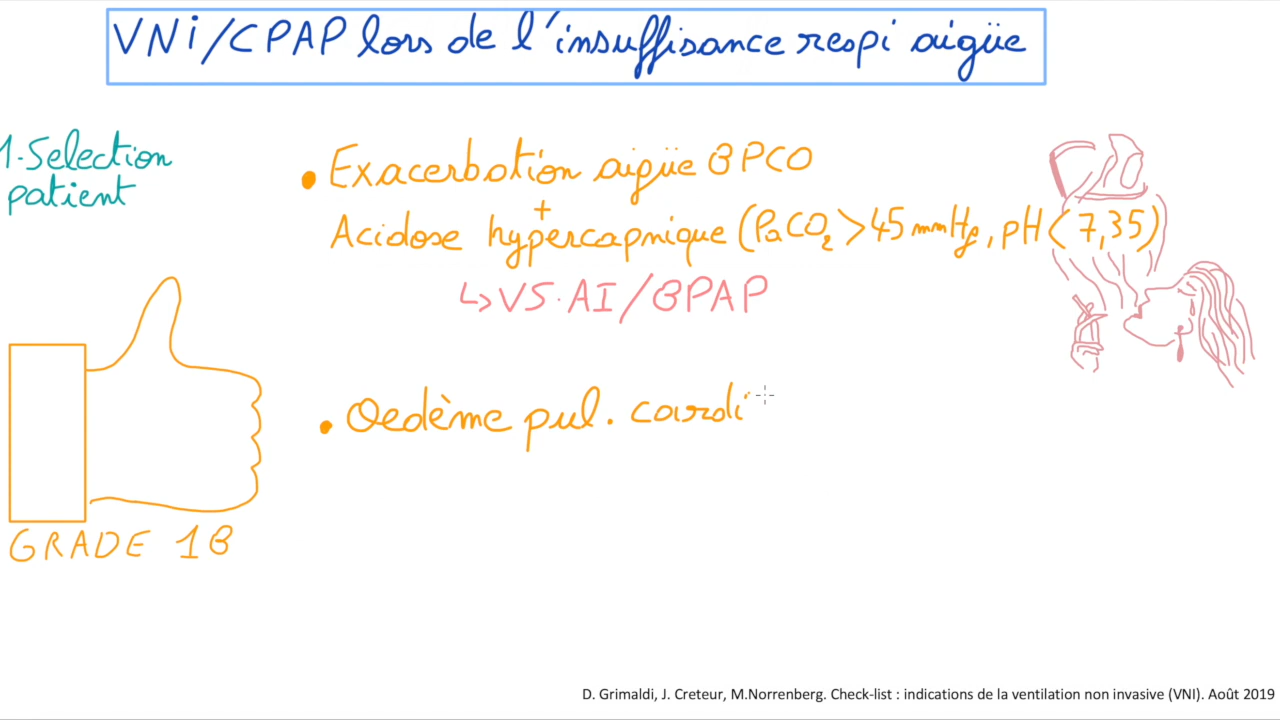 VNi/CPAP lors de l'insuffisance respi aigüe
1.Selection
patient
• Exacerbation aigüe BPCO
+
Acidose hypercapnique (PaCO₂>45 mmHg, pH< 7,35)
↳VS.AI/BPAP
• Oedème pul. cardi
GRADE 1B
D. Grimaldi, J. Creteur, M.Norrenberg. Check-list : indications de la ventilation non invasive (VNI). Août 2019